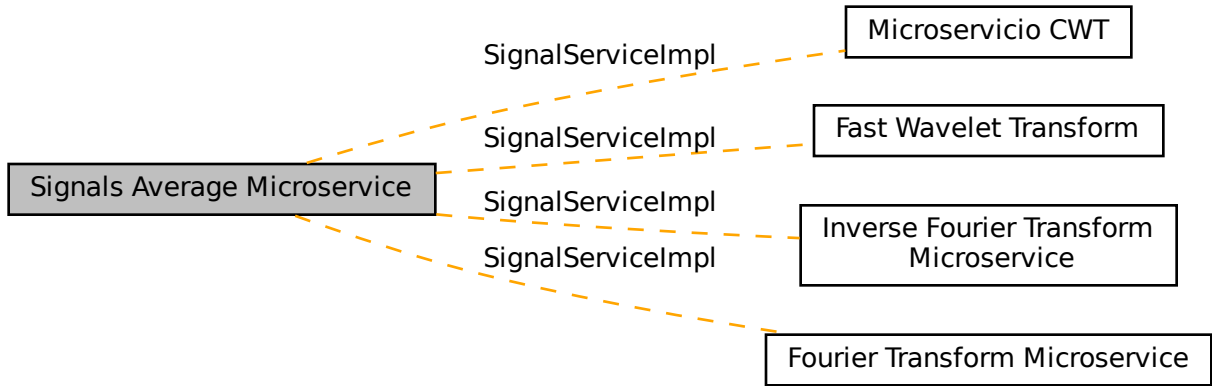 Microservicio CWT
SignalServiceImpl
Fast Wavelet Transform
SignalServiceImpl
Signals Average Microservice
SignalServiceImpl
Inverse Fourier Transform
Microservice
SignalServiceImpl
Fourier Transform Microservice